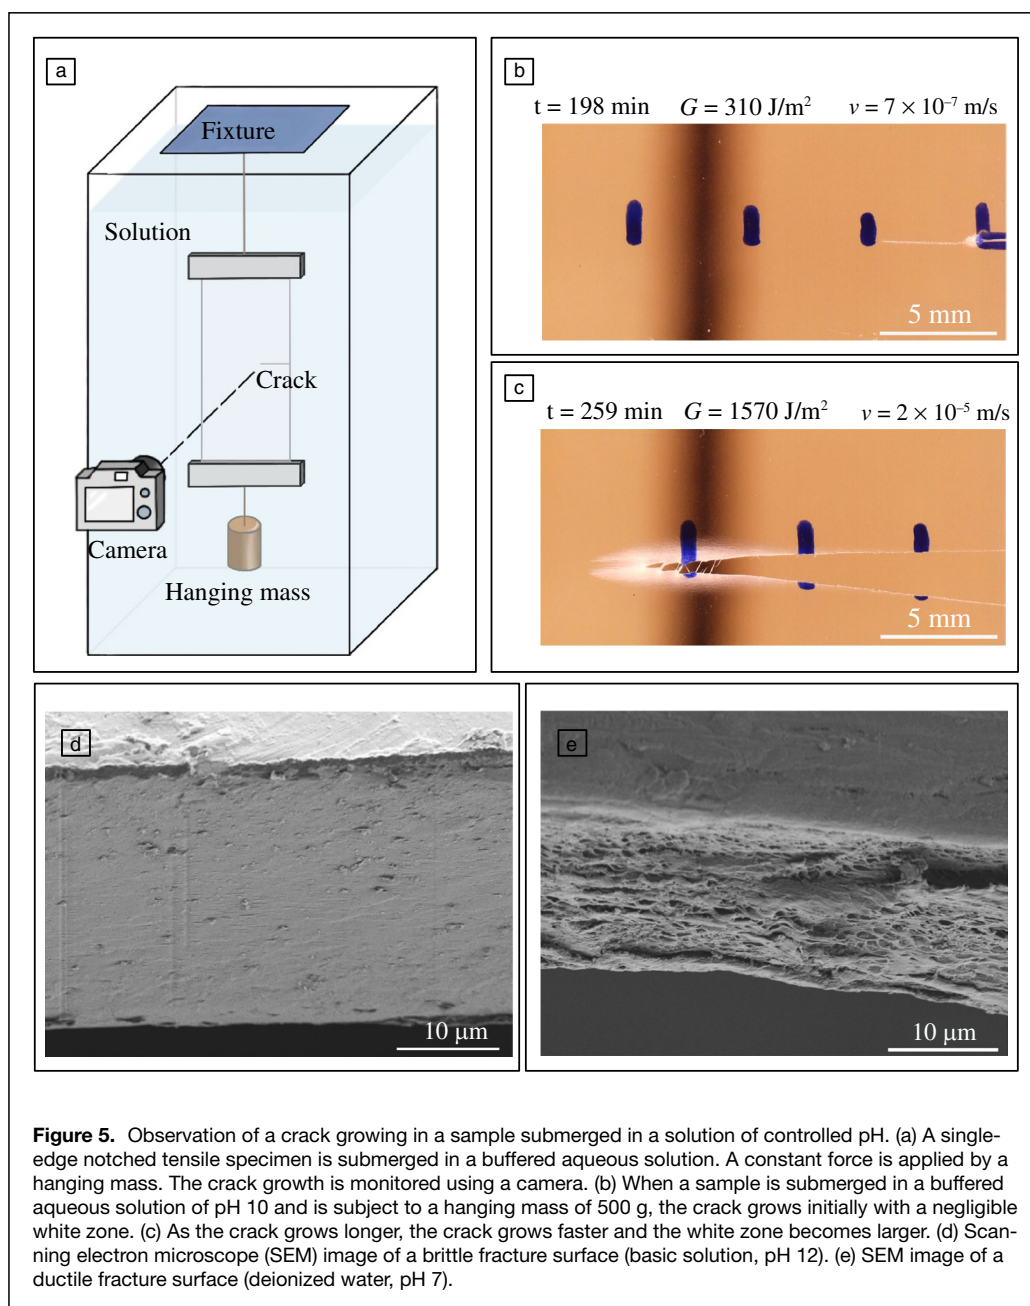 a
Fixture
Solution
Crack
Camera
Hanging mass
b
t = 198 min G = 310 J/m² v = 7 × 10⁻⁷ m/s
5 mm
c
t = 259 min G = 1570 J/m² v = 2 × 10⁻⁵ m/s
5 mm
d
10 µm
e
10 µm
Figure 5. Observation of a crack growing in a sample submerged in a solution of controlled pH. (a) A single-
edge notched tensile specimen is submerged in a buffered aqueous solution. A constant force is applied by a
hanging mass. The crack growth is monitored using a camera. (b) When a sample is submerged in a buffered
aqueous solution of pH 10 and is subject to a hanging mass of 500 g, the crack grows initially with a negligible
white zone. (c) As the crack grows longer, the crack grows faster and the white zone becomes larger. (d) Scan-
ning electron microscope (SEM) image of a brittle fracture surface (basic solution, pH 12). (e) SEM image of a
ductile fracture surface (deionized water, pH 7).